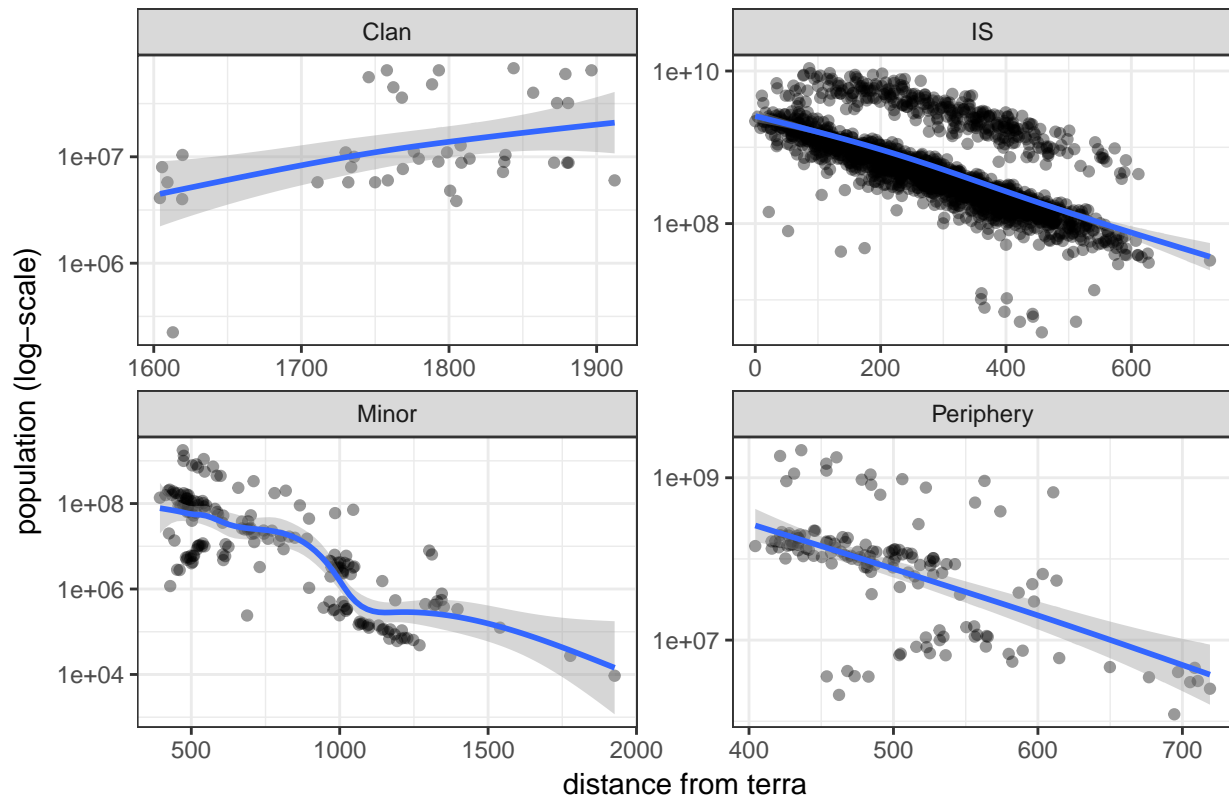 Clan
IS
1e+07
1e+06
1600
1700
1800
1900
1e+10
1e+08
0
200
400
600
Minor
Periphery
1e+08
1e+06
1e+04
500
1000
1500
2000
1e+09
1e+07
400
500
600
700
population (log−scale)
distance from terra